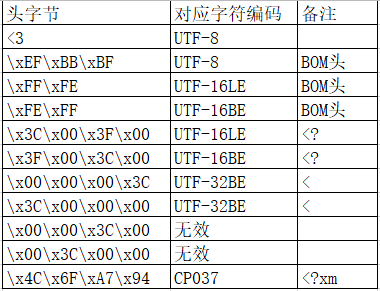 头字节 对应字符编码 备注
<3 UTF-8
\xEF\xBB\xBF UTF-8 BOM头
\xFF\xFE UTF-16LE BOM头
\xFE\xFF UTF-16BE BOM头
\x3C\x00\x3F\x00 UTF-16LE <?
\x3F\x00\x3C\x00 UTF-16BE <?
\x00\x00\x00\x3C UTF-32BE <
\x3C\x00\x00\x00 UTF-32BE <
\x00\x00\x3C\x00 无效
\x00\x3C\x00\x00 无效
\x4C\x6F\xA7\x94 CP037 <?xm